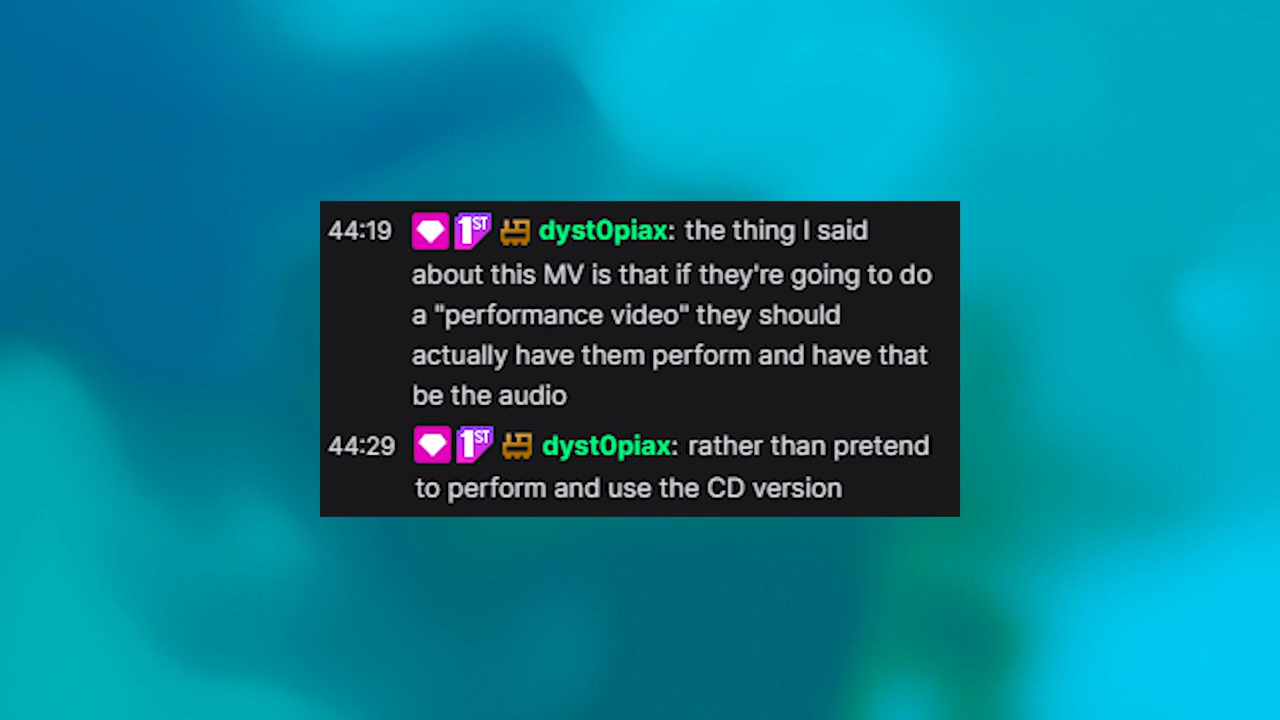 44:19 1ST dyst0piax: the thing I said
about this MV is that if they're going to do
a "performance video" they should
actually have them perform and have that
be the audio
44:29 1ST dyst0piax: rather than pretend
to perform and use the CD version